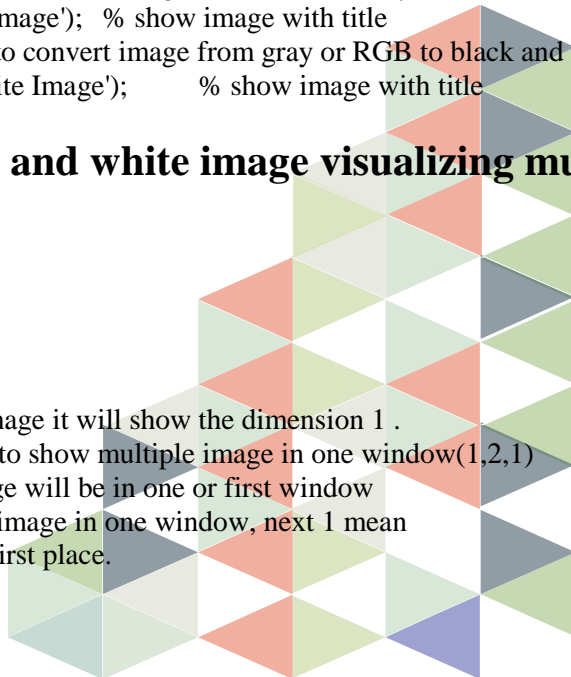 mage'); % show image with title
to convert image from gray or RGB to black and
ite Image'); % show image with title
and white image visualizing mu
nage it will show the dimension 1 .
to show multiple image in one window(1,2,1)
ge will be in one or first window
image in one window, next 1 mean
first place.